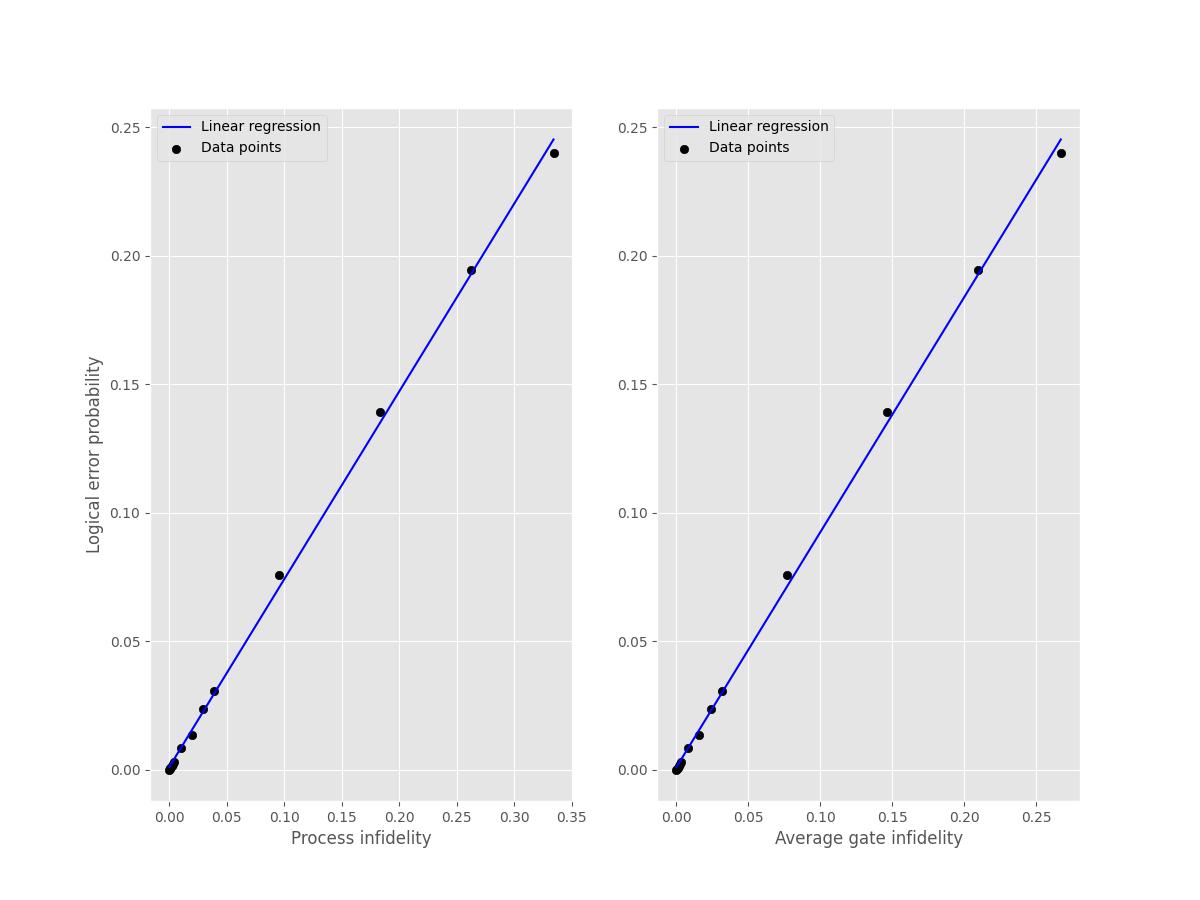 Linear regression
Data points
0.25
0.20
0.15
0.10
0.05
0.00
Logical error probability
0.00 0.05 0.10 0.15 0.20 0.25 0.30 0.35
Process infidelity
Linear regression
Data points
0.25
0.20
0.15
0.10
0.05
0.00
0.00 0.05 0.10 0.15 0.20 0.25
Average gate infidelity